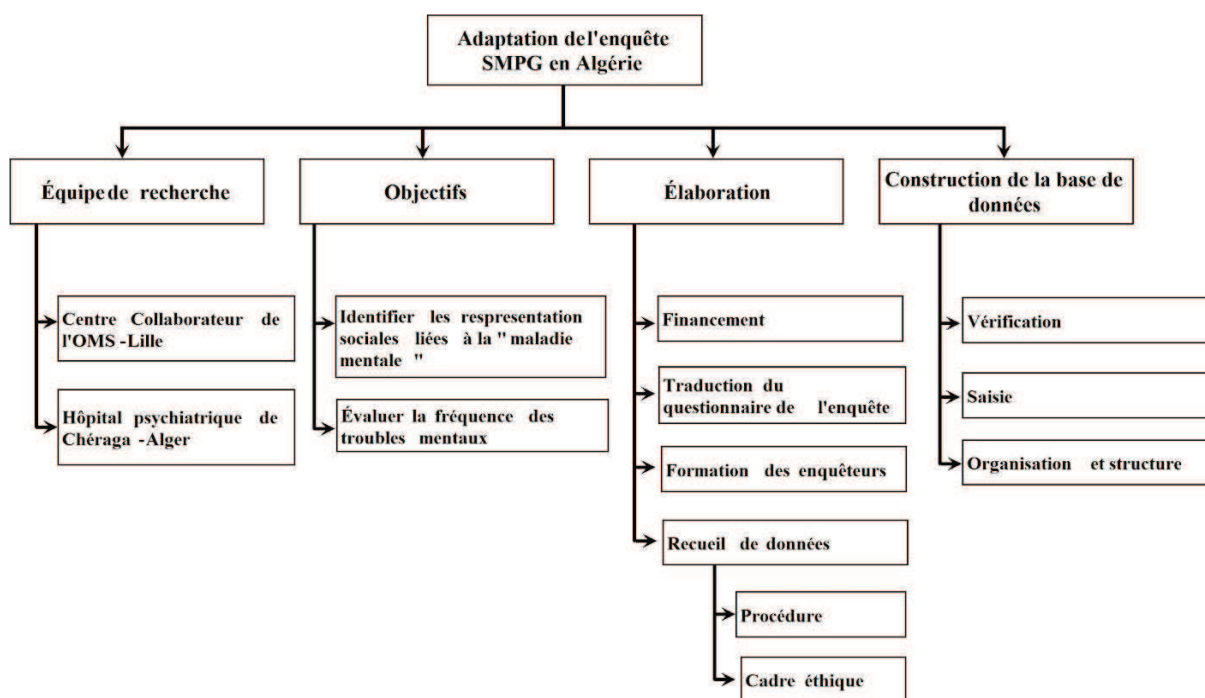 Adaptation de l'enquête
SMPG en Algérie
Équipe de recherche
Centre Collaborateur de
l'OMS -Lille
Hôpital psychiatrique de
Chéraga -Alger
Objectifs
Identifier les respresentation
sociales liées à la " maladie
mentale "
Évaluer la fréquence des
troubles mentaux
Élaboration
Financement
Traduction du
questionnaire de l'enquête
Formation des enquêteurs
Recueil de données
Procédure
Cadre éthique
Construction de la base de
données
Vérification
Saisie
Organisation et structure